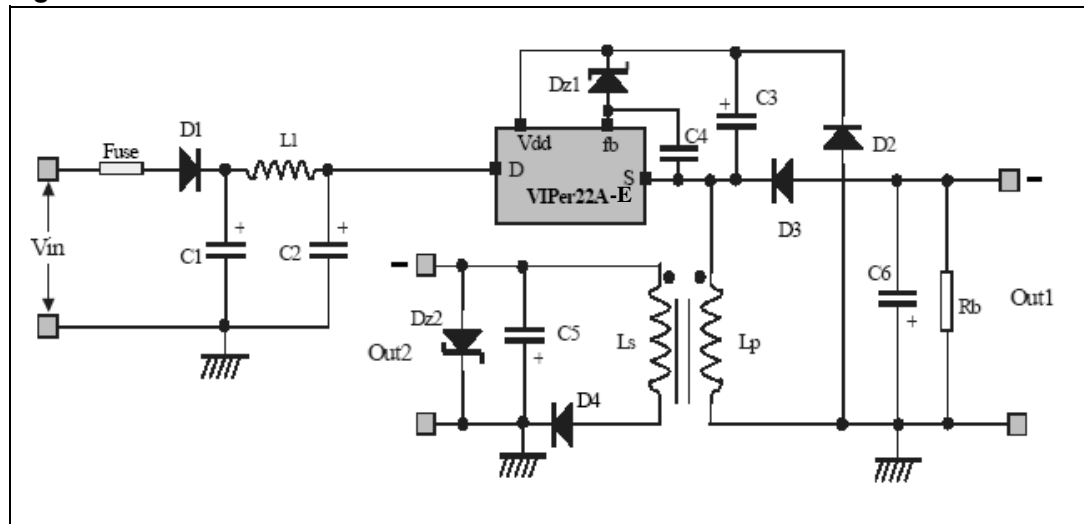 Dz1
C3
+
D1
L1
C4
D2
Fuse
Vdd
fb
D
S
VIPer22A-E
-
D3
Vin
C1
+
C2
+
-
C6
+
Rb
Out1
Dz2
C5
+
Out2
Ls
Lp
D4